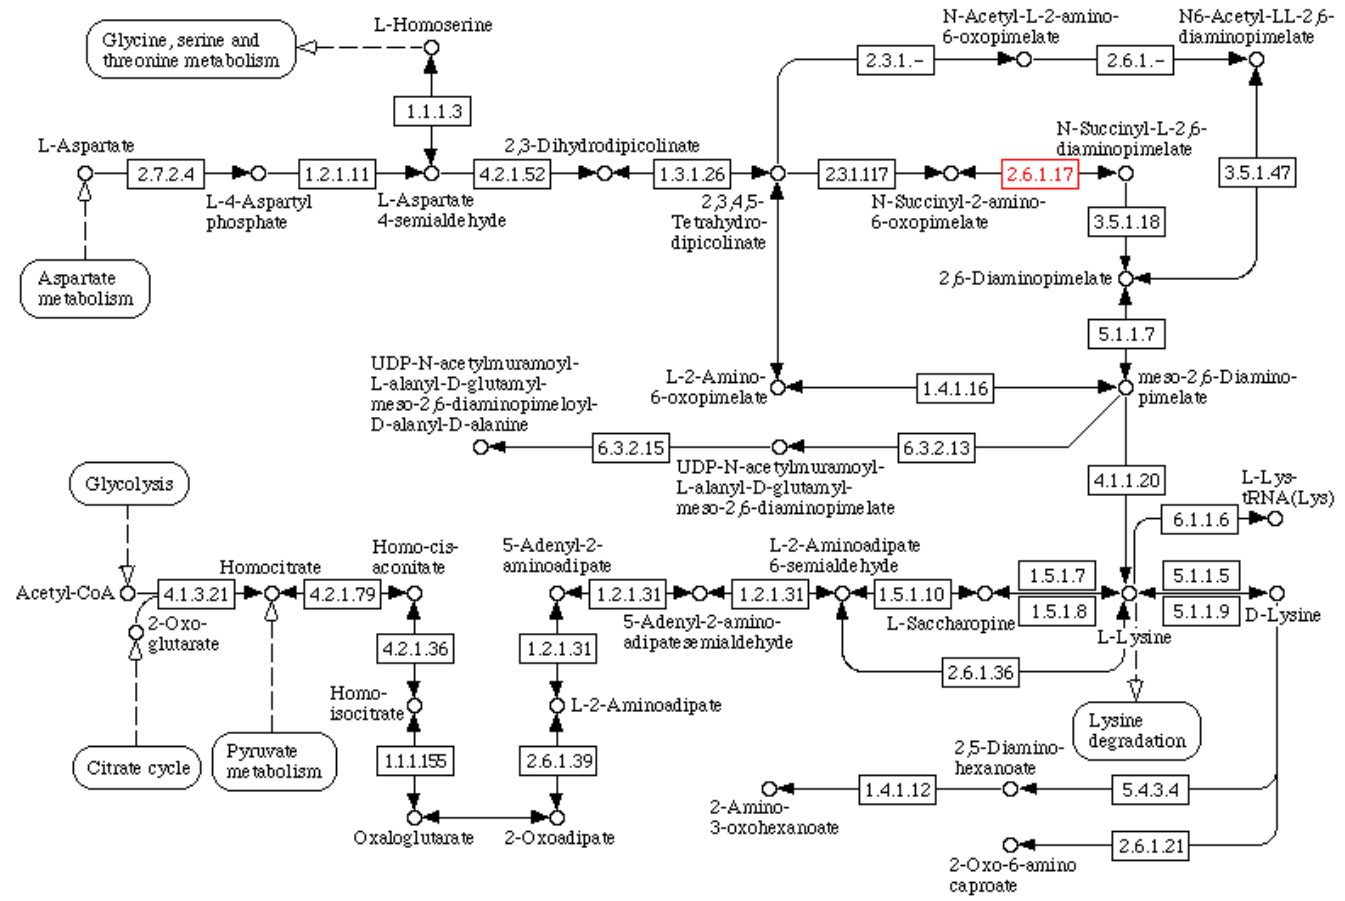 L-Homoserine
Glycine, serine and
threonine metabolism
N-Acetyl-L-2-amino-
6-oxopimelate
N6-Acetyl-LL-2,6-
diaminopimelate
2.3.1.-
2.6.1.-
1.1.1.3
L-Aspartate
2,3-Dihydrodipicolinate
N-Succinyl-L-2,6-
diaminopimelate
2.7.2.4
1.2.1.11
4.2.1.52
1.3.1.26
2.3.1.117
2.6.1.17
3.5.1.47
L-4-Aspartyl
phosphate
L-Aspartate
4-semialdehyde
2,3,4,5-
Tetrahydro-
dipicolinate
N-Succinyl-2-amino-
6-oxopimelate
3.5.1.18
Aspartate
metabolism
2,6-Diaminopimelate
5.1.1.7
UDP-N-acetylmuramoyl-
L-alanyl-D-glutamyl-
meso-2,6-diaminopimeloyl-
D-alanyl-D-alanine
L-2-Amino-
6-oxopimelate
1.4.1.16
meso-2,6-Diamino-
pimelate
6.3.2.15
6.3.2.13
UDP-N-acetylmuramoyl-
L-alanyl-D-glutamyl-
meso-2,6-diaminopimelate
4.1.1.20
Glycolysis
L-Lys-
tRNA(Lys)
6.1.1.6
Acetyl-CoA
Homocitrate
Homo-cis-
aconitate
5-Adenyl-2-
aminoadipate
L-2-Aminoadipate
6-semialdehyde
4.1.3.21
4.2.1.79
1.2.1.31
1.2.1.31
1.5.1.10
1.5.1.7
1.5.1.8
5.1.1.5
5.1.1.9
2-Oxo-
glutarate
5-Adenyl-2-amino-
adipatesemialdehyde
L-Saccharopine
L-Lysine
D-Lysine
4.2.1.36
1.2.1.31
2.6.1.36
Homo-
isocitrate
L-2-Aminoadipate
Lysine
degradation
Citrate cycle
Pyruvate
metabolism
1.1.1.155
2.6.1.39
2,5-Diamino-
hexanoate
1.4.1.12
5.4.3.4
2-Amino-
3-oxohexanoate
Oxaloglutarate
2-Oxoadipate
2.6.1.21
2-Oxo-6-amino
caproate